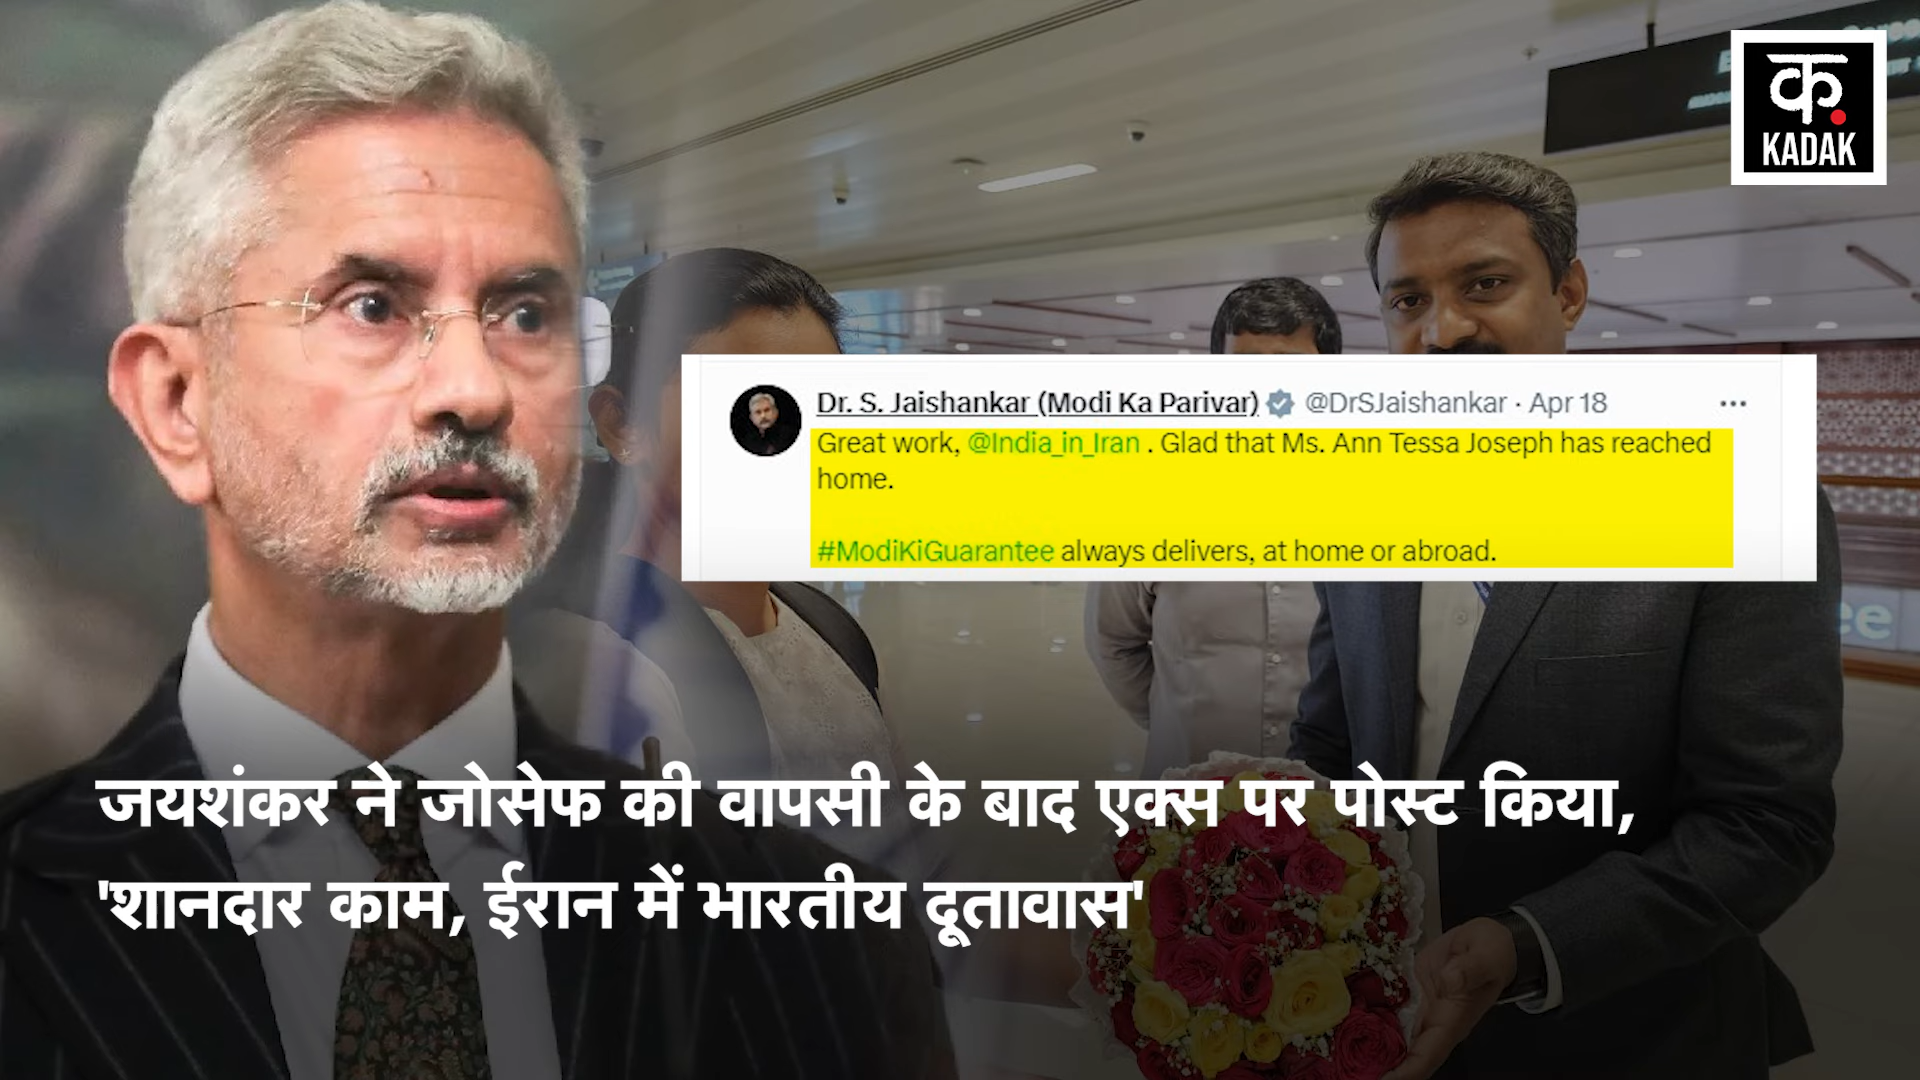 क.
KADAK
Dr. S. Jaishankar (Modi Ka Parivar) @DrSJaishankar · Apr 18
Great work, @India_in_Iran . Glad that Ms. Ann Tessa Joseph has reached
home.
#ModiKiGuarantee always delivers, at home or abroad.
ee
जयशंकर ने जोसेफ की वापसी के बाद एक्स पर पोस्ट किया,
'शानदार काम, ईरान में भारतीय दूतावास'